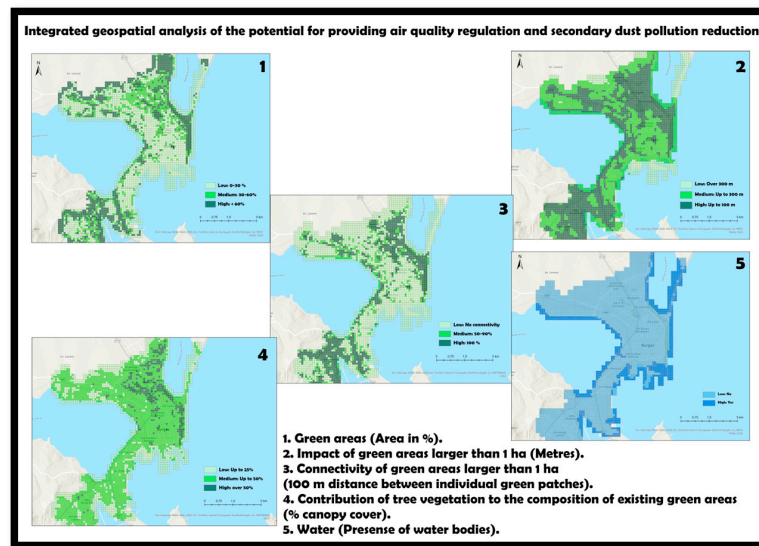 Integrated geospatial analysis of the potential for providing air quality regulation and secondary dust pollution reduction
1
Low: 0-30 %
Medium: 30-60%
High: > 60%
2
Low: Over 300 m
Medium: Up to 300 m
High: Up to 100 m
3
Low: No connectivity
Medium: 50-90%
High: 100 %
4
Low: Up to 25%
Medium: Up to 50%
High: over 50%
5
Low: No
High: Yes
Burgas
1. Green areas (Area in %).
2. Impact of green areas larger than 1 ha (Metres).
3. Connectivity of green areas larger than 1 ha
(100 m distance between individual green patches).
4. Contribution of tree vegetation to the composition of existing green areas
(% canopy cover).
5. Water (Presense of water bodies).